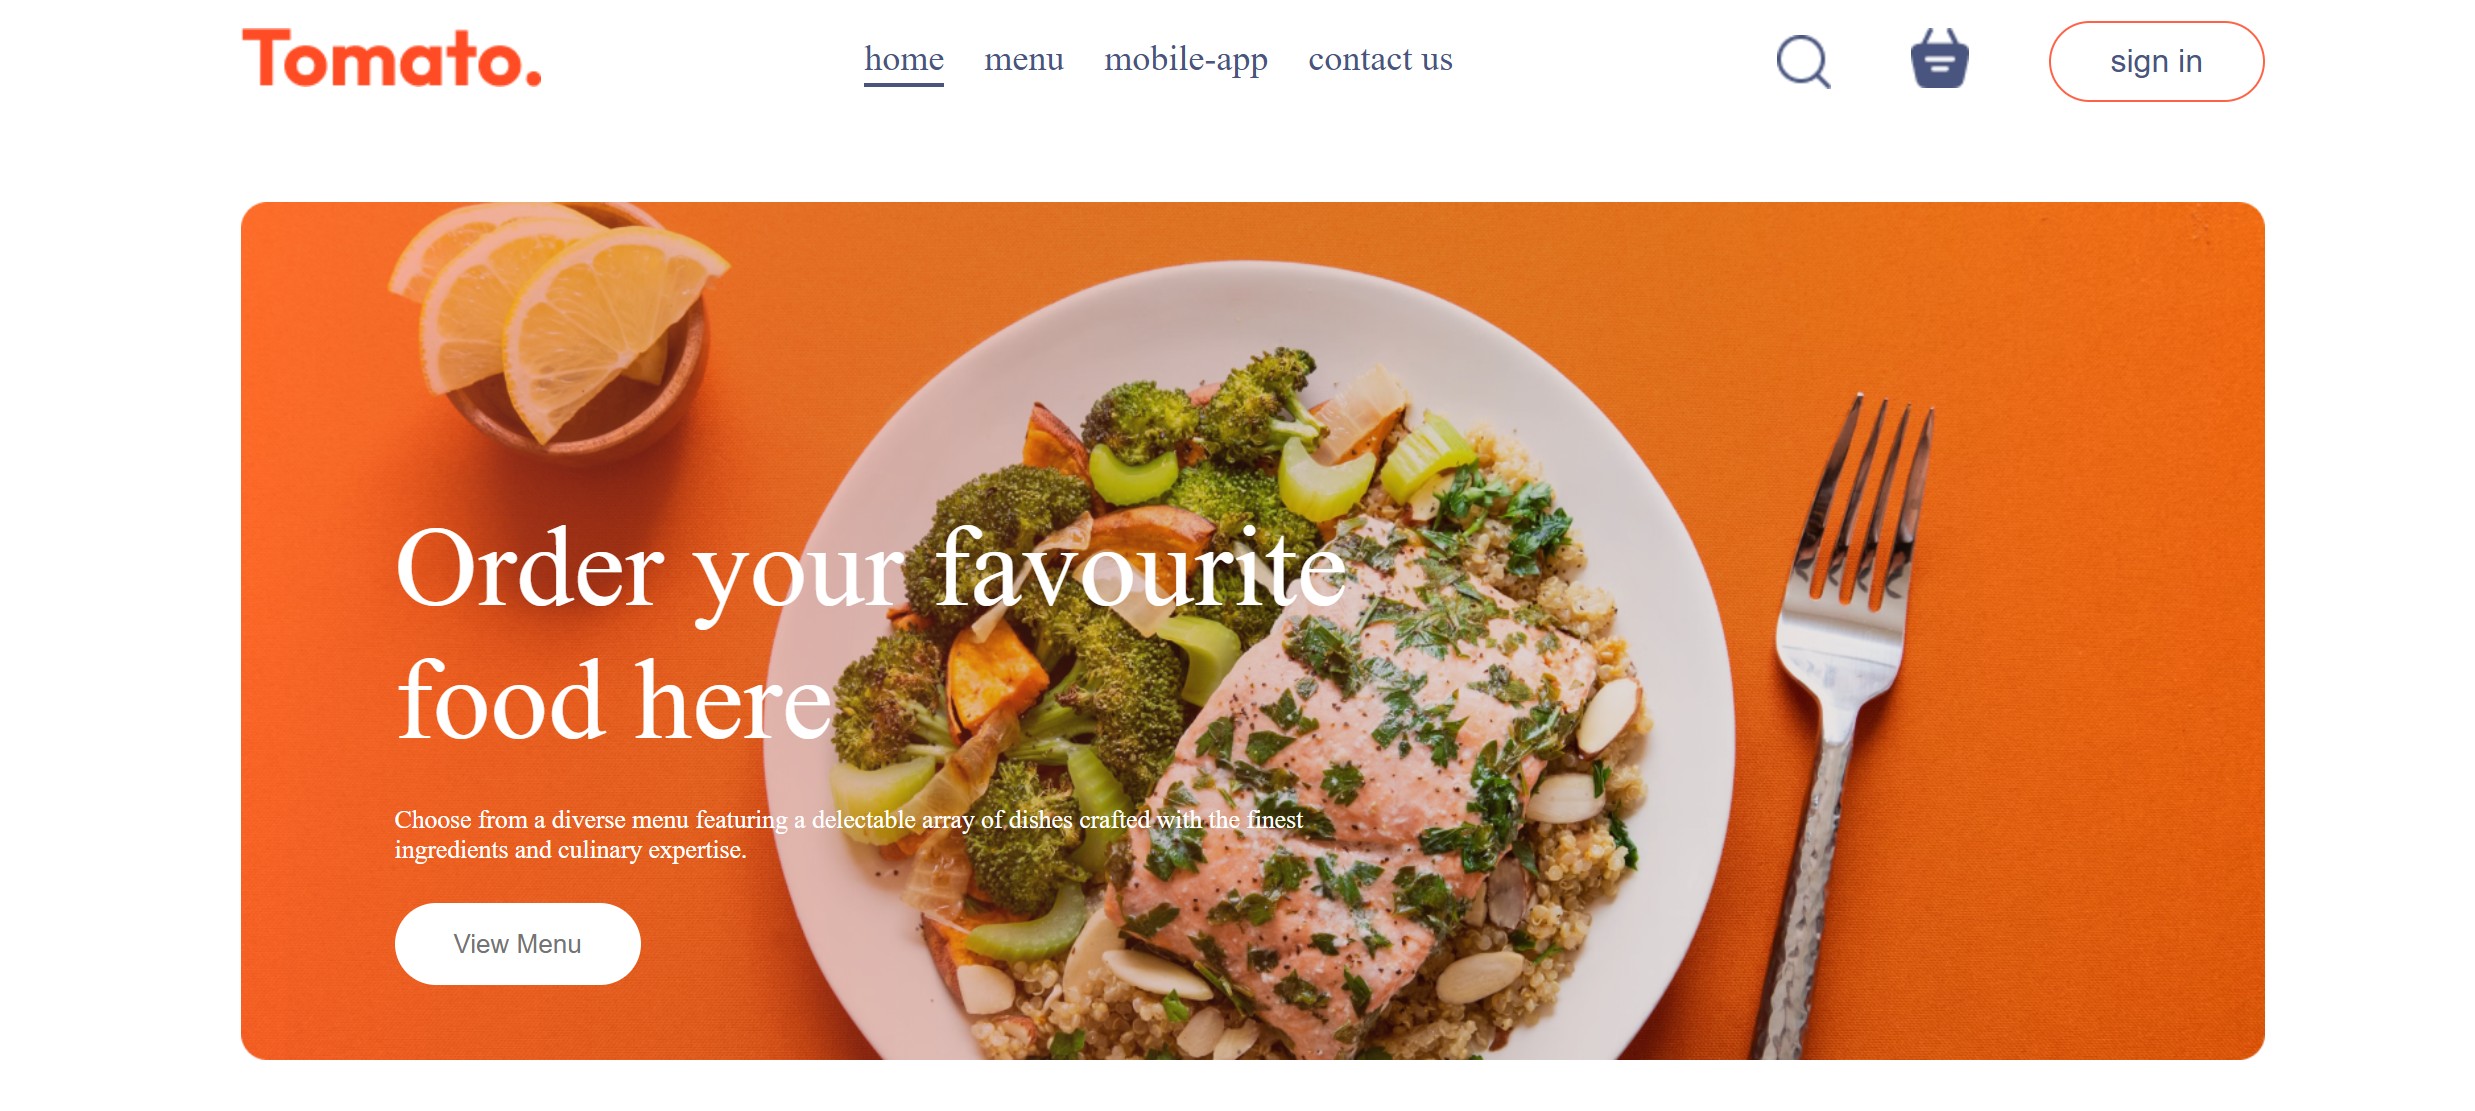 Tomato.
home menu mobile-app contact us
sign in
Order your favourite
food here
Choose from a diverse menu featuring a delectable array of dishes crafted with the finest
ingredients and culinary expertise.
View Menu